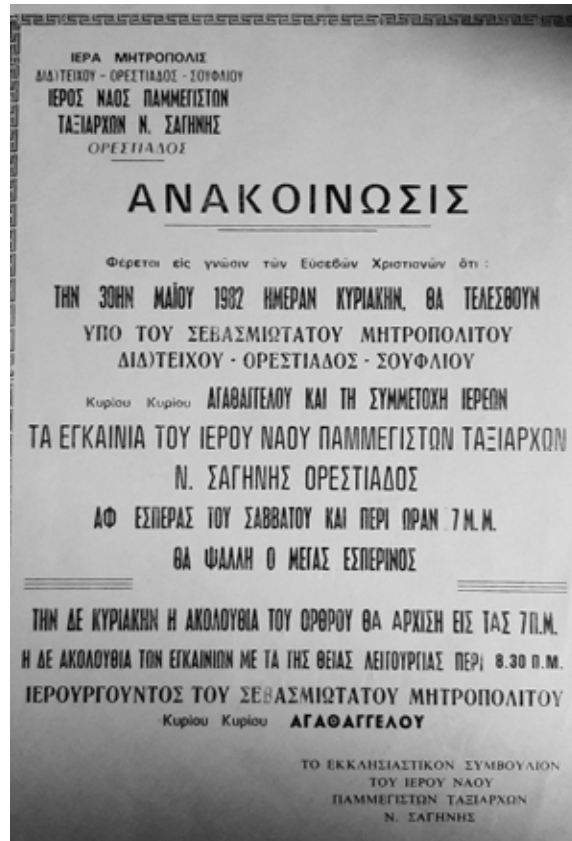 ΙΕΡΑ ΜΗΤΡΟΠΟΛΙΣ
ΔΙΔ)ΤΕΙΧΟΥ - ΟΡΕΣΤΙΑΔΟΣ - ΣΟΥΦΛΙΟΥ
ΙΕΡΟΣ ΝΑΟΣ ΠΑΜΜΕΓΙΣΤΩΝ
ΤΑΞΙΑΡΧΩΝ Ν. ΣΑΓΗΝΗΣ
ΟΡΕΣΤΙΑΔΟΣ
ΑΝΑΚΟΙΝΩΣΙΣ
Φέρεται είς γνῶσιν τῶν Εὐσεβῶν Χριστιανῶν ὅτι :
ΤΗΝ 30ΗΝ ΜΑΪΟΥ 1982 ΗΜΕΡΑΝ ΚΥΡΙΑΚΗΝ, ΘΑ ΤΕΛΕΣΘΟΥΝ
ΥΠΟ ΤΟΥ ΣΕΒΑΣΜΙΩΤΑΤΟΥ ΜΗΤΡΟΠΟΛΙΤΟΥ
ΔΙΔ)ΤΕΙΧΟΥ - ΟΡΕΣΤΙΑΔΟΣ - ΣΟΥΦΛΙΟΥ
Κυρίου Κυρίου ΑΓΑΘΑΓΓΕΛΟΥ ΚΑΙ ΤΗ ΣΥΜΜΕΤΟΧΗ ΙΕΡΕΩΝ
ΤΑ ΕΓΚΑΙΝΙΑ ΤΟΥ ΙΕΡΟΥ ΝΑΟΥ ΠΑΜΜΕΓΙΣΤΩΝ ΤΑΞΙΑΡΧΩΝ
Ν. ΣΑΓΗΝΗΣ ΟΡΕΣΤΙΑΔΟΣ
ΑΦ ΕΣΠΕΡΑΣ ΤΟΥ ΣΑΒΒΑΤΟΥ ΚΑΙ ΠΕΡΙ ΩΡΑΝ 7 Μ.Μ.
ΘΑ ΨΑΛΛΗ Ο ΜΕΓΑΣ ΕΣΠΕΡΙΝΟΣ
ΤΗΝ ΔΕ ΚΥΡΙΑΚΗΝ Η ΑΚΟΛΟΥΘΙΑ ΤΟΥ ΟΡΘΡΟΥ ΘΑ ΑΡΧΙΣΗ ΕΙΣ ΤΑΣ 7 Π.Μ.
Η ΔΕ ΑΚΟΛΟΥΘΙΑ ΤΩΝ ΕΓΚΑΙΝΙΩΝ ΜΕ ΤΑ ΤΗΣ ΘΕΙΑΣ ΛΕΙΤΟΥΡΓΙΑΣ ΠΕΡΙ 8.30 Π.Μ.
ΙΕΡΟΥΡΓΟΥΝΤΟΣ ΤΟΥ ΣΕΒΑΣΜΙΩΤΑΤΟΥ ΜΗΤΡΟΠΟΛΙΤΟΥ
Κυρίου Κυρίου ΑΓΑΘΑΓΓΕΛΟΥ
ΤΟ ΕΚΚΛΗΣΙΑΣΤΙΚΟΝ ΣΥΜΒΟΥΛΙΟΝ
ΤΟΥ ΙΕΡΟΥ ΝΑΟΥ
ΠΑΜΜΕΓΙΣΤΩΝ ΤΑΞΙΑΡΧΩΝ
Ν. ΣΑΓΗΝΗΣ